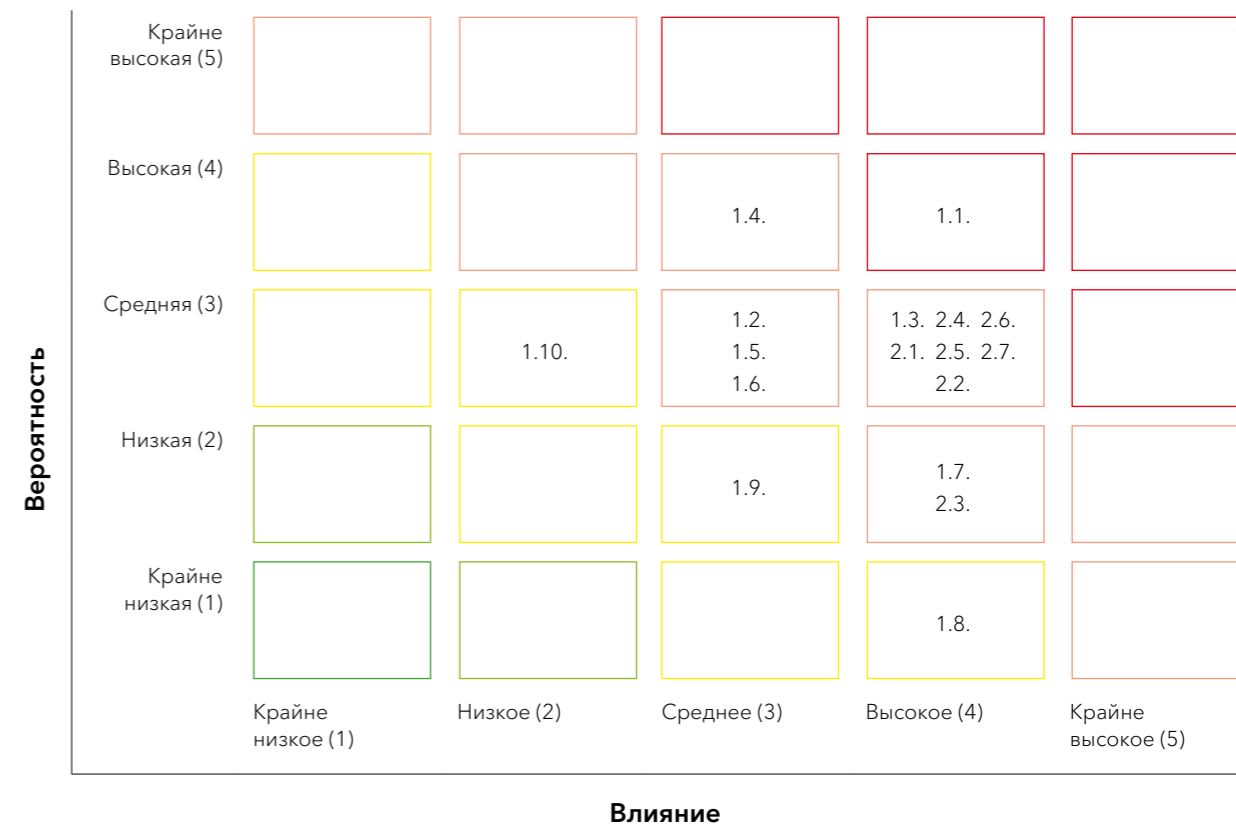 Крайне
высокая (5)
Высокая (4)
1.4.
1.1.
Средняя (3)
1.10.
1.2.
1.5.
1.6.
1.3. 2.4. 2.6.
2.1. 2.5. 2.7.
2.2.
Низкая (2)
1.9.
1.7.
2.3.
Крайне
низкая (1)
1.8.
Крайне
низкое (1)
Низкое (2)
Среднее (3)
Высокое (4)
Крайне
высокое (5)
Вероятность
Влияние